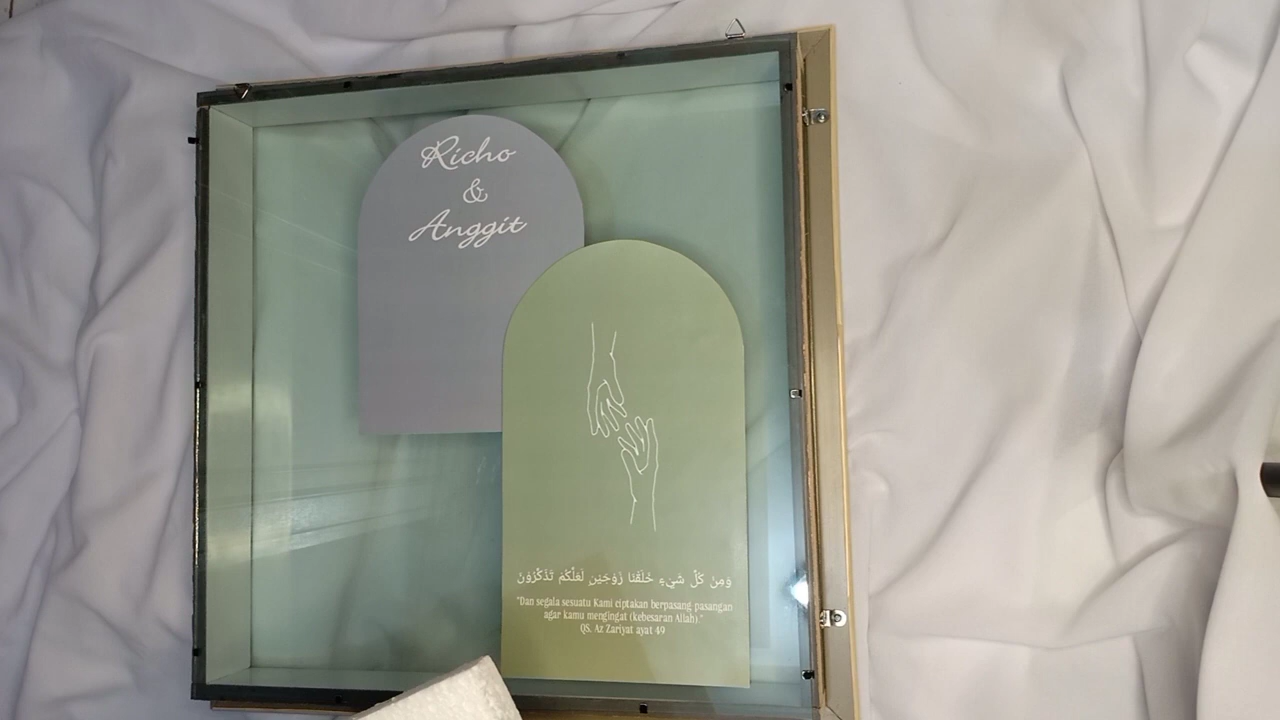 Richo
&
Anggit
وَمِنْ كُلِّ شَيْءٍ خَلَقْنَا زَوْجَيْنِ لَعَلَّكُمْ تَذَكَّرُوْنَ
"Dan segala sesuatu Kami ciptakan berpasang pasangan
agar kamu mengingat (kebesaran Allah)."
QS. Az Zariyat ayat 49